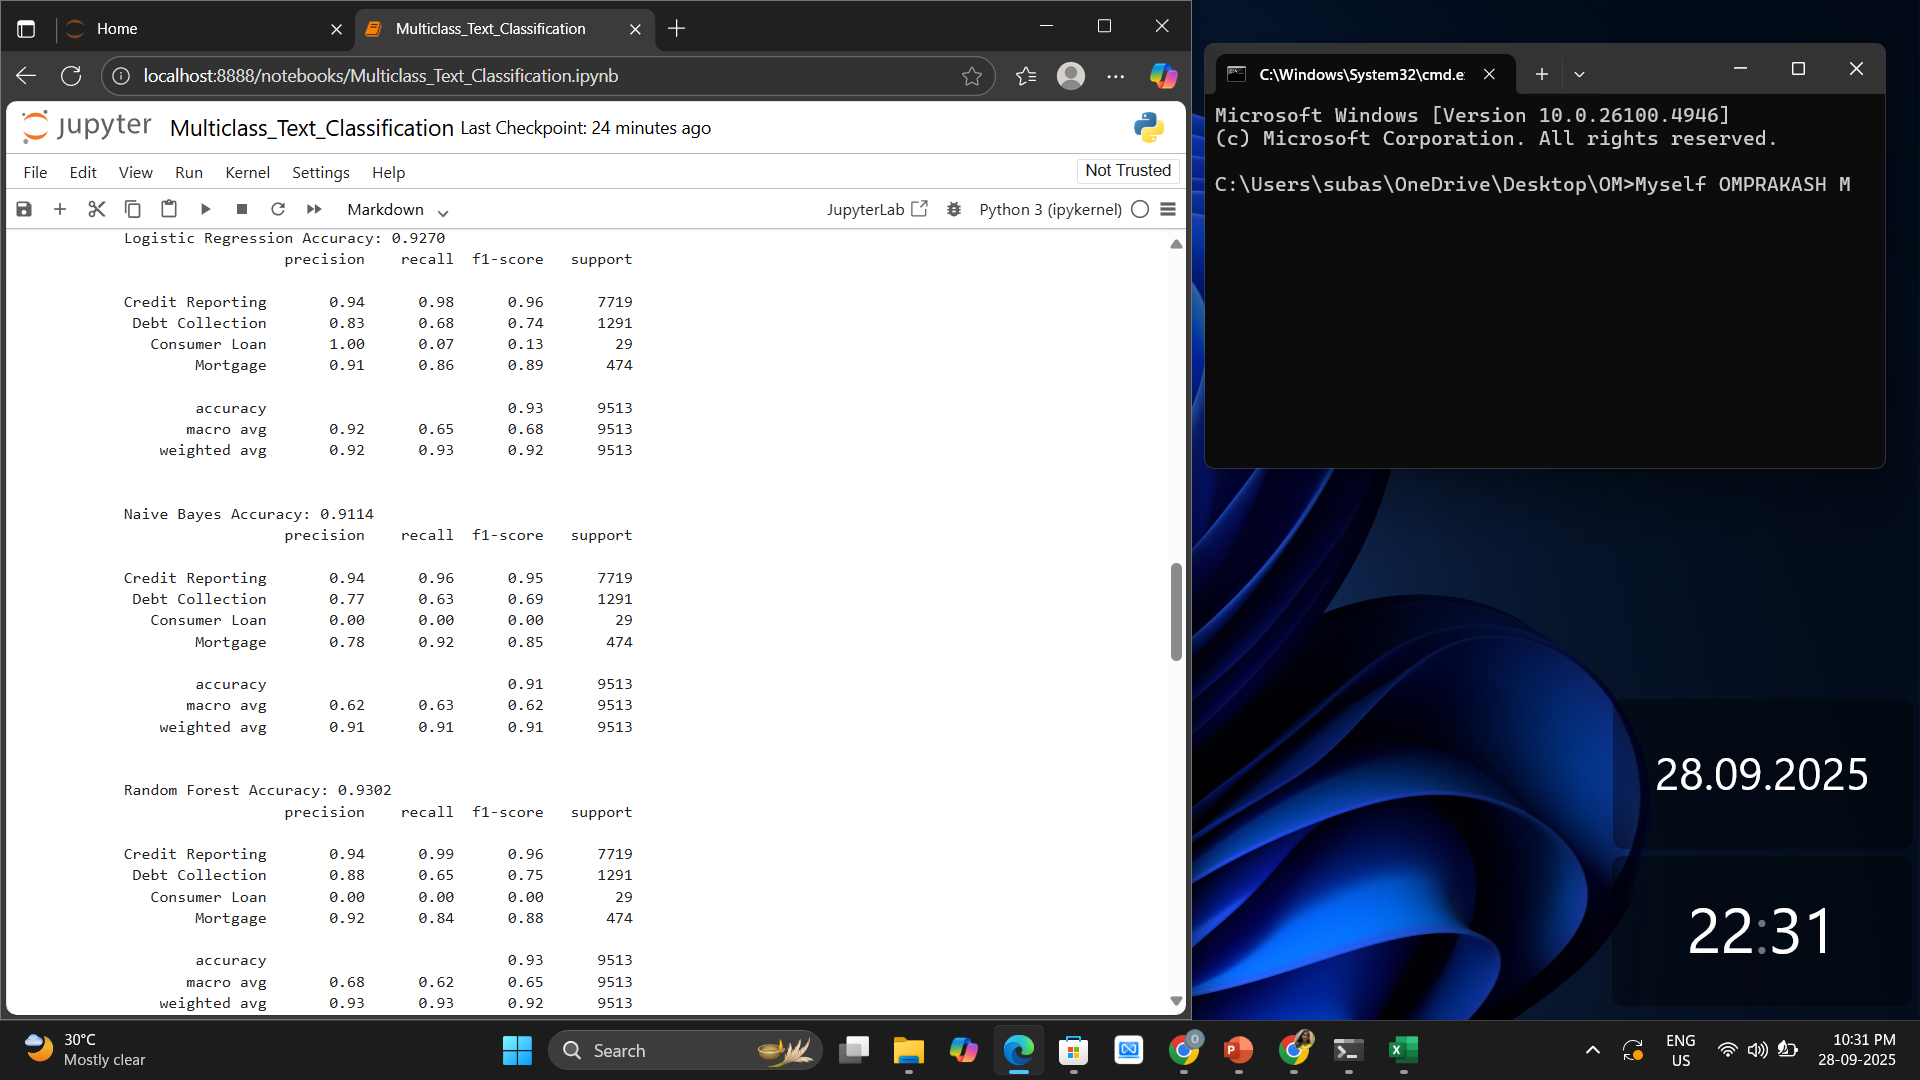 Home
Multiclass_Text_Classification
localhost:8888/notebooks/Multiclass_Text_Classification.ipynb
jupyter Multiclass_Text_Classification Last Checkpoint: 24 minutes ago
File Edit View Run Kernel Settings Help Not Trusted
Markdown JupyterLab Python 3 (ipykernel)
Logistic Regression Accuracy: 0.9270
precision recall f1-score support
Credit Reporting 0.94 0.98 0.96 7719
Debt Collection 0.83 0.68 0.74 1291
Consumer Loan 1.00 0.07 0.13 29
Mortgage 0.91 0.86 0.89 474
accuracy 0.93 9513
macro avg 0.92 0.65 0.68 9513
weighted avg 0.92 0.93 0.92 9513
Naive Bayes Accuracy: 0.9114
precision recall f1-score support
Credit Reporting 0.94 0.96 0.95 7719
Debt Collection 0.77 0.63 0.69 1291
Consumer Loan 0.00 0.00 0.00 29
Mortgage 0.78 0.92 0.85 474
accuracy 0.91 9513
macro avg 0.62 0.63 0.62 9513
weighted avg 0.91 0.91 0.91 9513
Random Forest Accuracy: 0.9302
precision recall f1-score support
Credit Reporting 0.94 0.99 0.96 7719
Debt Collection 0.88 0.65 0.75 1291
Consumer Loan 0.00 0.00 0.00 29
Mortgage 0.92 0.84 0.88 474
accuracy 0.93 9513
macro avg 0.68 0.62 0.65 9513
weighted avg 0.93 0.93 0.92 9513
C:\Windows\System32\cmd.e
Microsoft Windows [Version 10.0.26100.4946]
(c) Microsoft Corporation. All rights reserved.
C:\Users\subas\OneDrive\Desktop\OM>Myself OMPRAKASH M
28.09.2025
22:31
30°C
Mostly clear
Search
ENG
US
10:31 PM
28-09-2025